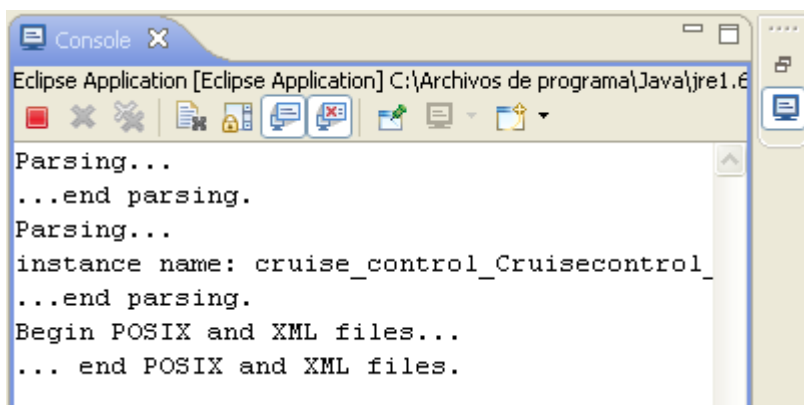 Console
Eclipse Application [Eclipse Application] C:\Archivos de programa\Java\jre1.6
Parsing...
...end parsing.
Parsing...
instance name: cruise_control_Cruisecontrol_
...end parsing.
Begin POSIX and XML files...
... end POSIX and XML files.